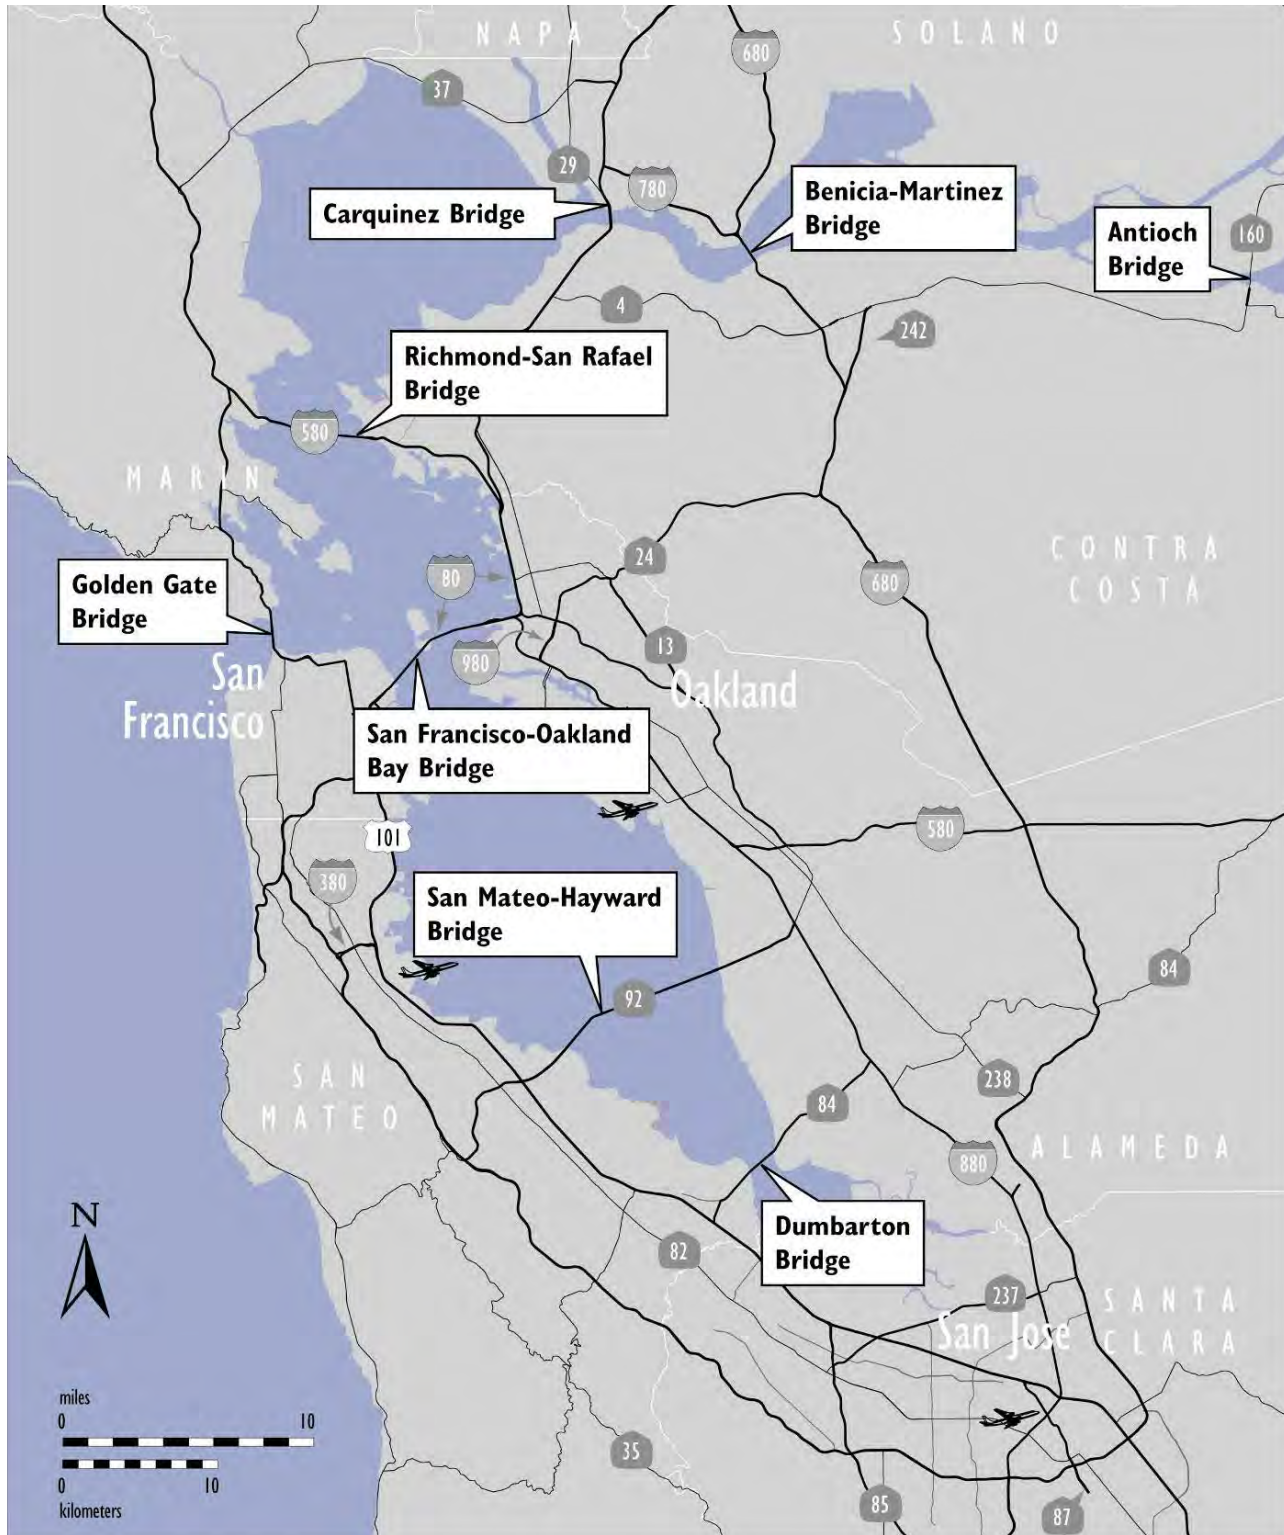 NAPA
SOLANO
680
37
29
780
Carquinez Bridge
Benicia-Martinez
Bridge
Antioch
Bridge
160
4
242
Richmond-San Rafael
Bridge
580
MARIN
24
CONTRA
COSTA
80
680
Golden Gate
Bridge
13
980
San
Francisco
Oakland
San Francisco-Oakland
Bay Bridge
101
580
380
San Mateo-Hayward
Bridge
84
92
SAN
MATEO
238
84
ALAMEDA
880
N
Dumbarton
Bridge
82
237
SANTA
CLARA
San Jose
miles
0 10
0 10
kilometers
35
85
87